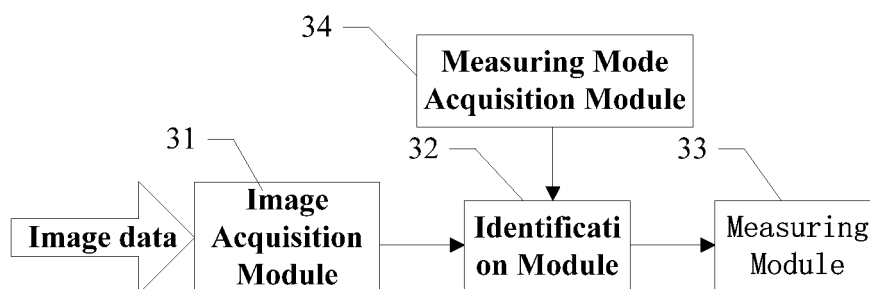 34
Measuring Mode
Acquisition Module
31
32
33
Image data
Image
Acquisition
Module
Identificati
on Module
Measuring
Module